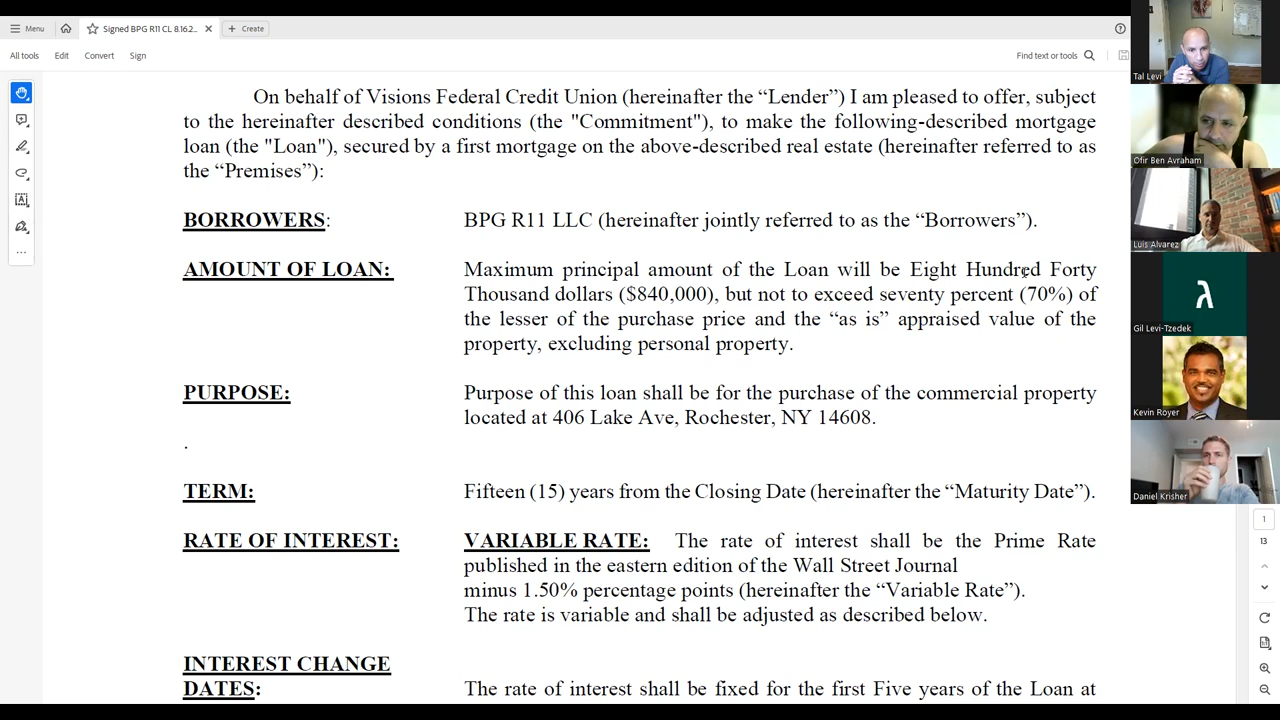 Menu
Signed BPG R11 CL 8.16.2...
Create
All tools
Edit
Convert
Sign
Find text or tools
On behalf of Visions Federal Credit Union (hereinafter the “Lender”) I am pleased to offer, subject
to the hereinafter described conditions (the "Commitment"), to make the following-described mortgage
loan (the "Loan"), secured by a first mortgage on the above-described real estate (hereinafter referred to as
the “Premises”):
BORROWERS: BPG R11 LLC (hereinafter jointly referred to as the “Borrowers”).
AMOUNT OF LOAN: Maximum principal amount of the Loan will be Eight Hundred Forty
Thousand dollars ($840,000), but not to exceed seventy percent (70%) of
the lesser of the purchase price and the “as is” appraised value of the
property, excluding personal property.
PURPOSE: Purpose of this loan shall be for the purchase of the commercial property
located at 406 Lake Ave, Rochester, NY 14608.
.
TERM: Fifteen (15) years from the Closing Date (hereinafter the “Maturity Date”).
RATE OF INTEREST: VARIABLE RATE: The rate of interest shall be the Prime Rate
published in the eastern edition of the Wall Street Journal
minus 1.50% percentage points (hereinafter the “Variable Rate”).
The rate is variable and shall be adjusted as described below.
INTEREST CHANGE
DATES: The rate of interest shall be fixed for the first Five years of the Loan at
Tal Levi
Ofir Ben Avraham
Luis Alvarez
ג
Gil Levi-Tzedek
Kevin Royer
Daniel Krisher
1
13